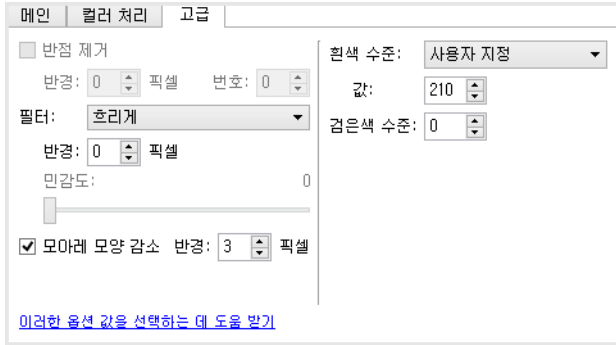 메인 컬러 처리 고급
반점 제거
반경: 0 픽셀 번호: 0
필터: 흐리게
반경: 0 픽셀
민감도: 0
모아레 모양 감소 반경: 3 픽셀
이러한 옵션 값을 선택하는 데 도움 받기
흰색 수준: 사용자 지정
값: 210
검은색 수준: 0